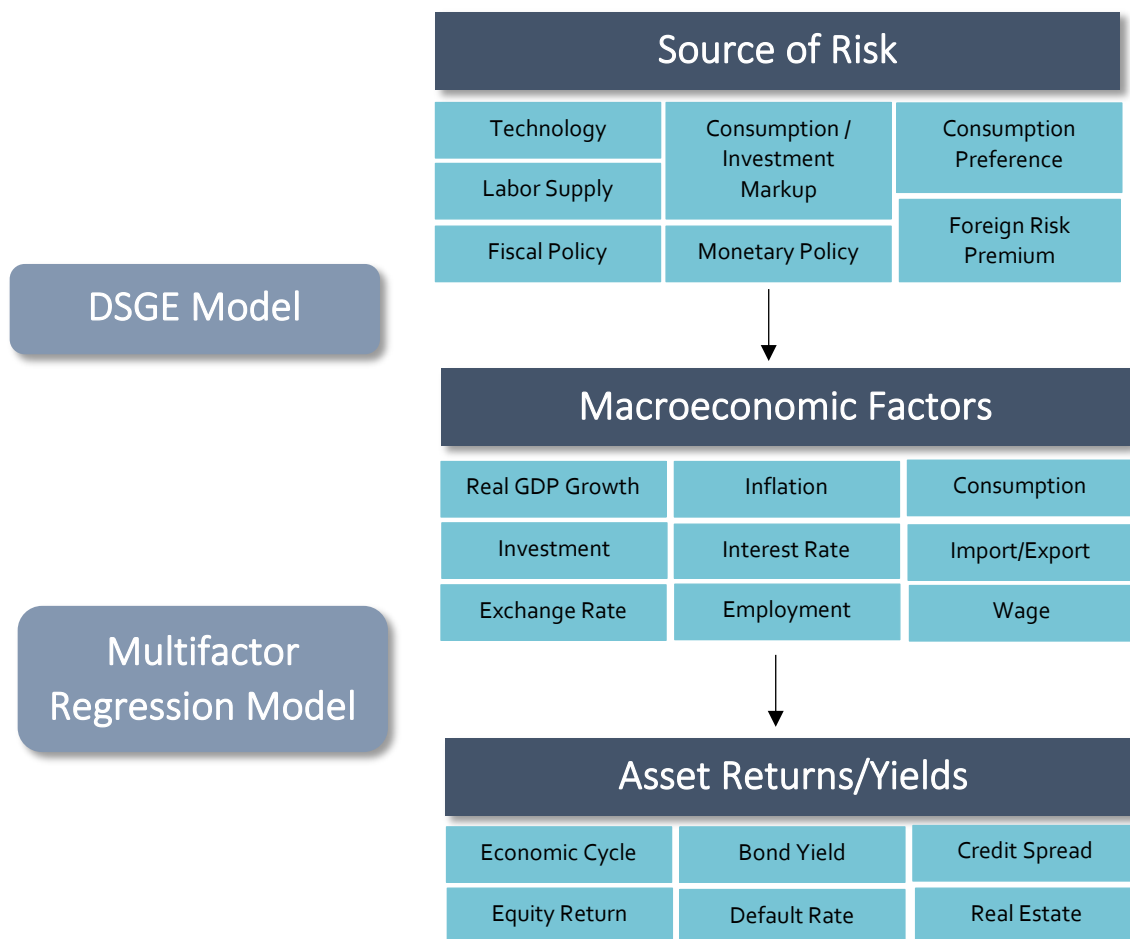 Source of Risk
Technology
Consumption /
Investment
Markup
Consumption
Preference
Labor Supply
Foreign Risk
Premium
Fiscal Policy
Monetary Policy
DSGE Model
Macroeconomic Factors
Real GDP Growth
Inflation
Consumption
Investment
Interest Rate
Import/Export
Exchange Rate
Employment
Wage
Multifactor
Regression Model
Asset Returns/Yields
Economic Cycle
Bond Yield
Credit Spread
Equity Return
Default Rate
Real Estate